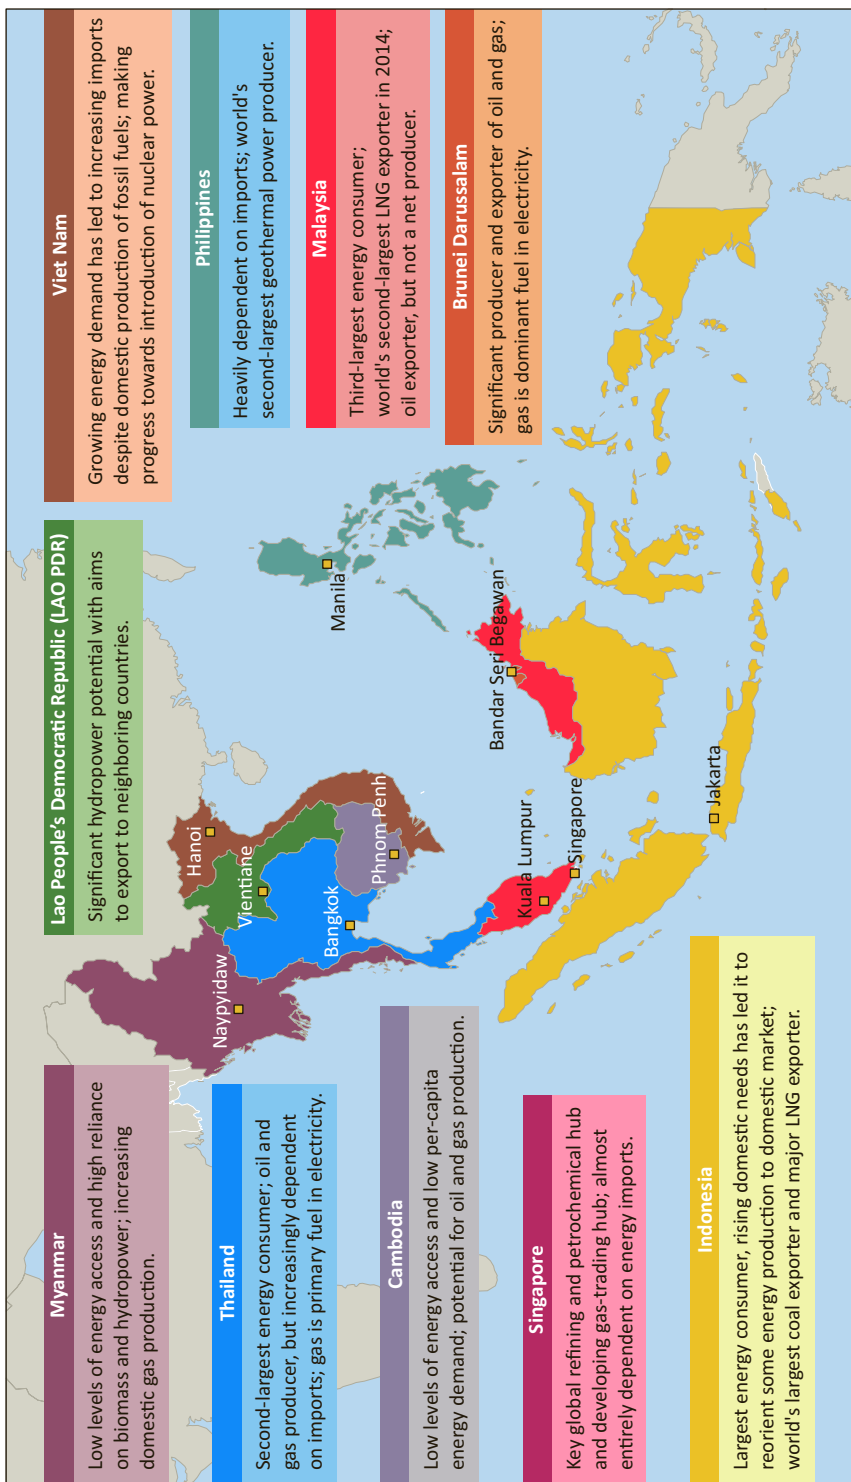 Myanmar
Low levels of energy access and high reliance
on biomass and hydropower; increasing
domestic gas production.
Lao People's Democratic Republic (LAO PDR)
Significant hydropower potential with aims
to export to neighboring countries.
Viet Nam
Growing energy demand has led to increasing imports
despite domestic production of fossil fuels; making
progress towards introduction of nuclear power.
Thailand
Second-largest energy consumer; oil and
gas producer, but increasingly dependent
on imports; gas is primary fuel in electricity.
Philippines
Heavily dependent on imports; world's
second-largest geothermal power producer.
Cambodia
Low levels of energy access and low per-capita
energy demand; potential for oil and gas production.
Malaysia
Third-largest energy consumer;
world's second-largest LNG exporter in 2014;
oil exporter, but not a net producer.
Singapore
Key global refining and petrochemical hub
and developing gas-trading hub; almost
entirely dependent on energy imports.
Brunei Darussalam
Significant producer and exporter of oil and gas;
gas is dominant fuel in electricity.
Indonesia
Largest energy consumer, rising domestic needs has led it to
reorient some energy production to domestic market;
world's largest coal exporter and major LNG exporter.
Hanoi
Naypyidaw
Vientiane
Manila
Bangkok
Phnom Penh
Bandar Seri Begawan
Kuala Lumpur
Singapore
Jakarta